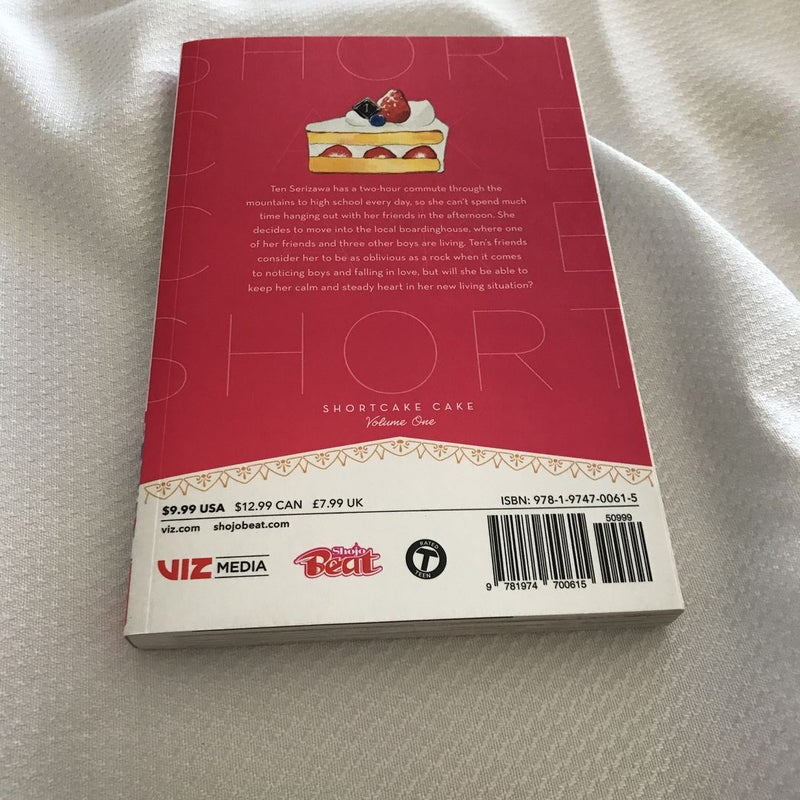 SHORT
CAKE
Ten Serizawa has a two-hour commute through the
mountains to high school every day, so she can't spend much
time hanging out with her friends in the afternoon. She
decides to move into the local boardinghouse, where one
of her friends and three other boys are living. Ten's friends
consider her to be as oblivious as a rock when it comes
to noticing boys and falling in love, but will she be able to
keep her calm and steady heart in her new living situation?
C E
SHORT
SHORTCAKE CAKE
Volume One
$9.99 USA $12.99 CAN £7.99 UK
ISBN: 978-1-9747-0061-5
viz.com shojobeat.com
50999
VIZ MEDIA
Shojo
Beat
RATED
T
TEEN
9 781974 700615